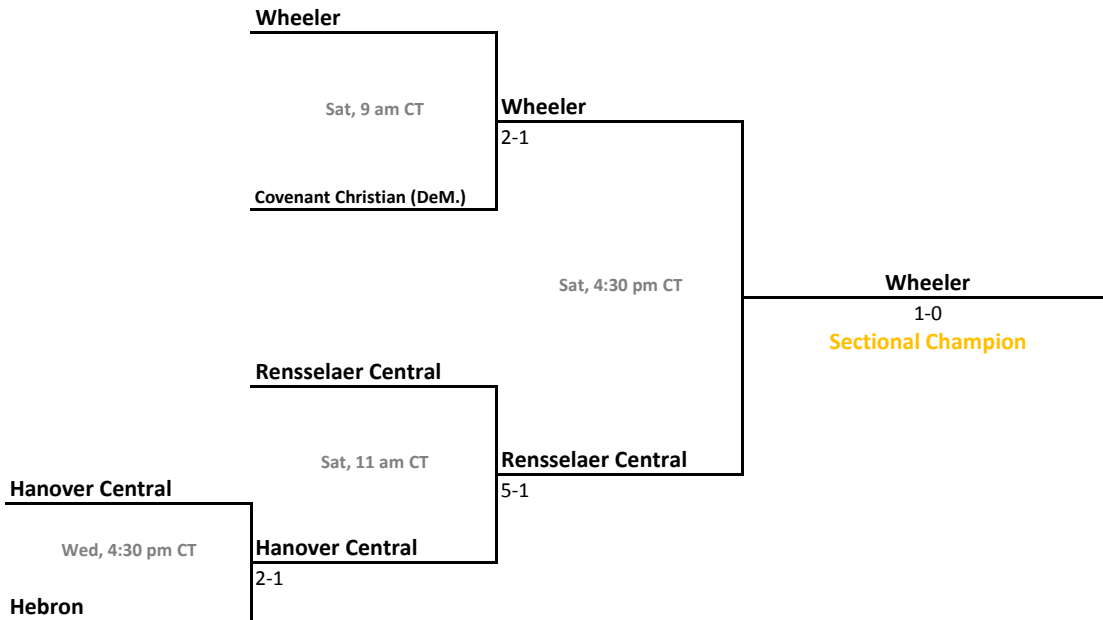 Wheeler
Sat, 9 am CT
Wheeler
2-1
Covenant Christian (DeM.)
Sat, 4:30 pm CT
Wheeler
1-0
Sectional Champion
Rensselaer Central
Sat, 11 am CT
Rensselaer Central
5-1
Hanover Central
Wed, 4:30 pm CT
Hanover Central
2-1
Hebron